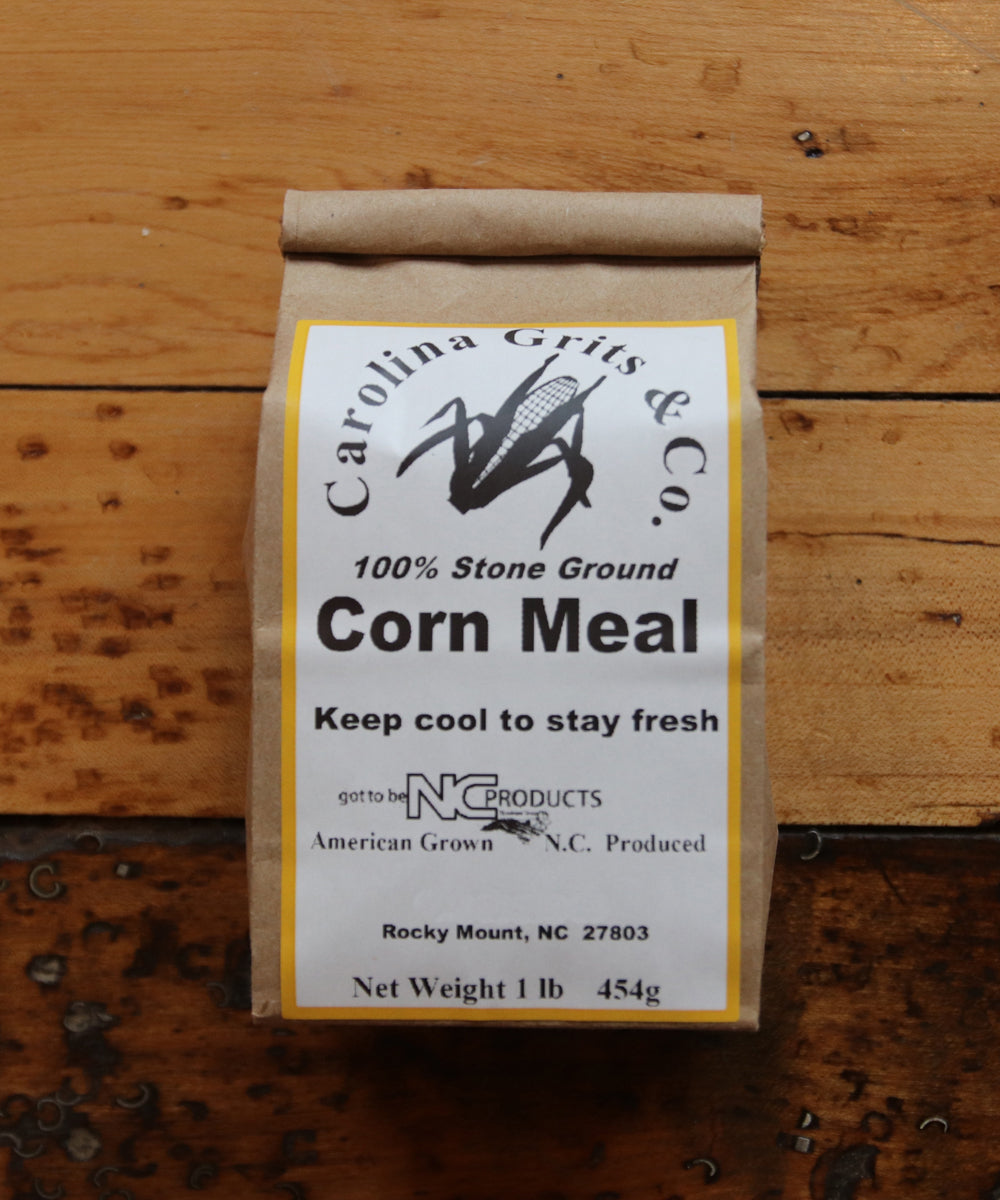 Carolina Grits & Co.
100% Stone Ground
Corn Meal
Keep cool to stay fresh
got to be NC PRODUCTS
American Grown N.C. Produced
Rocky Mount, NC 27803
Net Weight 1 lb 454g